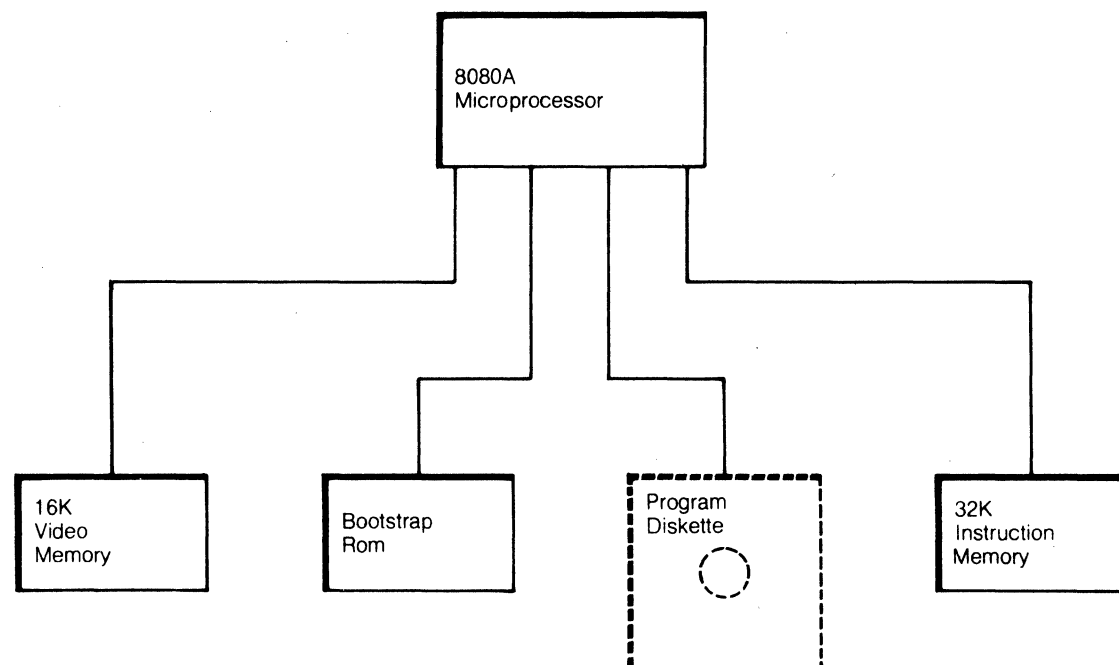 8080A
Microprocessor
16K
Video
Memory
Bootstrap
Rom
Program
Diskette
32K
Instruction
Memory